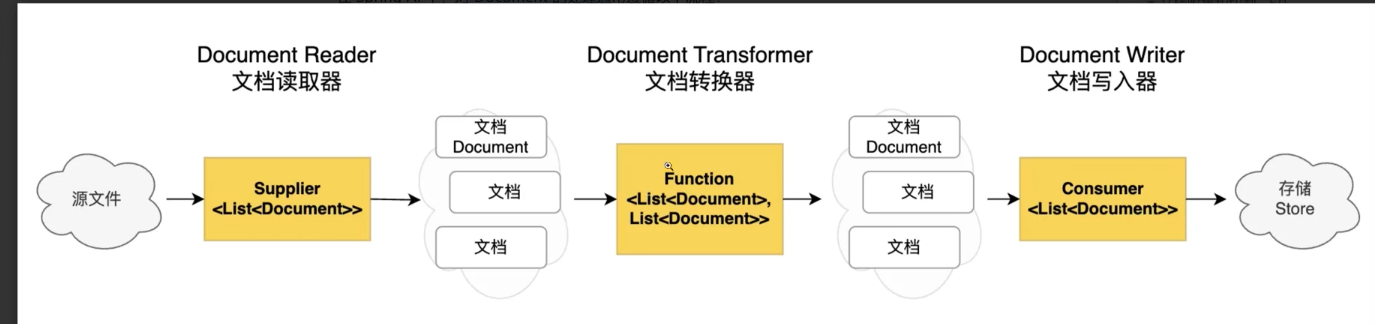 Document Reader
文档读取器
Document Transformer
文档转换器
Document Writer
文档写入器
源文件
Supplier
<List<Document>>
文档
Document
文档
文档
Function
<List<Document>,
List<Document>>
文档
Document
文档
文档
Consumer
<List<Document>>
存储
Store